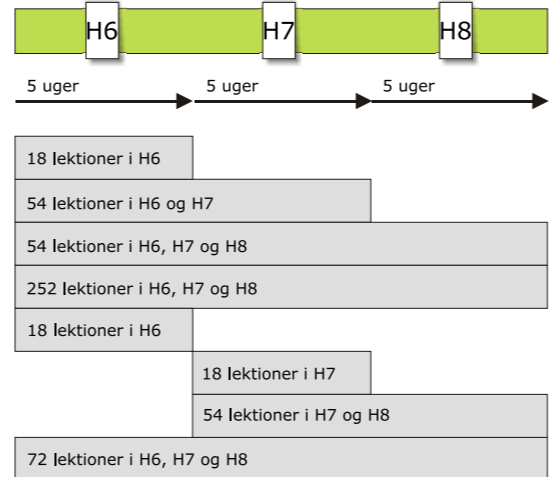 H6 H7 H8
5 uger 5 uger 5 uger
18 lektioner i H6
54 lektioner i H6 og H7
54 lektioner i H6, H7 og H8
252 lektioner i H6, H7 og H8
18 lektioner i H6
18 lektioner i H7
54 lektioner i H7 og H8
72 lektioner i H6, H7 og H8